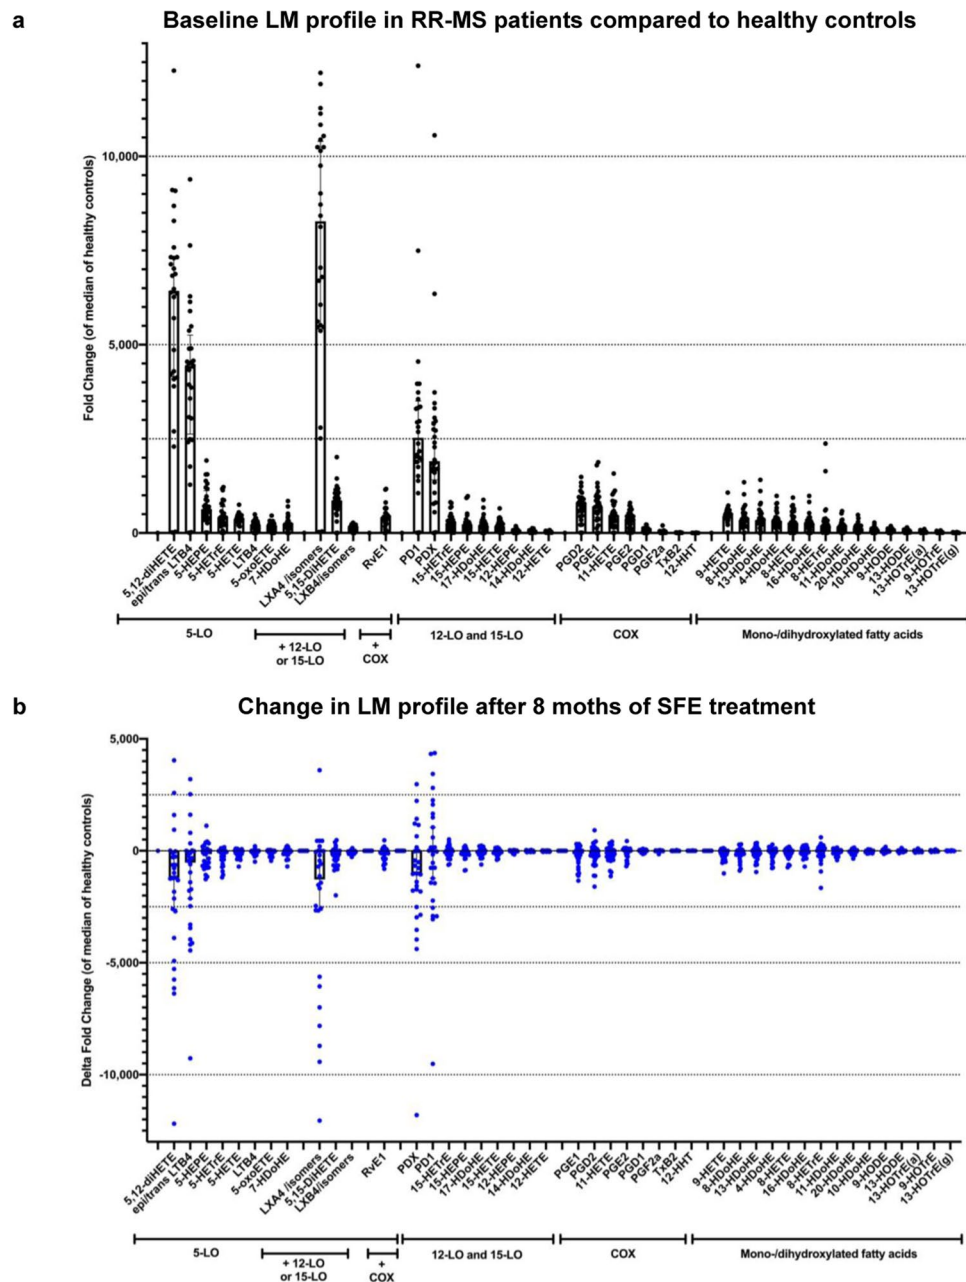 a
Baseline LM profile in RR-MS patients compared to healthy controls
Fold Change (of median of healthy controls)
10,000
5,000
0
5,12-diHETE
epi/trans LTB4
5-HEPE
5-HETrE
5-HETE
LTB4
5-oxoETE
7-HDoHE
LXA4 /isomers
5,15-DiHETE
LXB4/isomers
RvE1
PD1
PDX
15-HETrE
15-HEPE
17-HDoHE
15-HETE
12-HEPE
14-HDoHE
12-HETE
PGD2
PGE1
11-HETE
PGE2
PGD1
PGF2a
TXB2
12-HHT
9-HETE
8-HDoHE
13-HDoHE
4-HDoHE
8-HETE
16-HDoHE
8-HETrE
11-HDoHE
20-HDoHE
10-HDoHE
9-HODE
13-HODE
13-HOTrE(a)
9-HOTrE
13-HOTrE(g)
5-LO
+ 12-LO
or 15-LO
+
COX
12-LO and 15-LO
COX
Mono-/dihydroxylated fatty acids
b
Change in LM profile after 8 moths of SFE treatment
Delta Fold Change (of median of healthy controls)
5,000
0
-5,000
-10,000
5,12-diHETE
epi/trans LTB4
5-HEPE
5-HETrE
5-HETE
LTB4
5-oxoETE
7-HDoHE
LXA4 /isomers
5,15-DiHETE
LXB4/isomers
RvE1
PDX
PD1
15-HETrE
15-HEPE
17-HDoHE
15-HETE
12-HEPE
14-HDoHE
12-HETE
PGE1
PGD2
11-HETE
PGE2
PGD1
PGF2a
TXB2
12-HHT
9-HETE
8-HDoHE
13-HDoHE
4-HDoHE
8-HETE
16-HDoHE
8-HETrE
11-HDoHE
20-HDoHE
10-HDoHE
9-HODE
13-HODE
13-HOTrE(a)
9-HOTrE
13-HOTrE(g)
5-LO
+ 12-LO
or 15-LO
+
COX
12-LO and 15-LO
COX
Mono-/dihydroxylated fatty acids